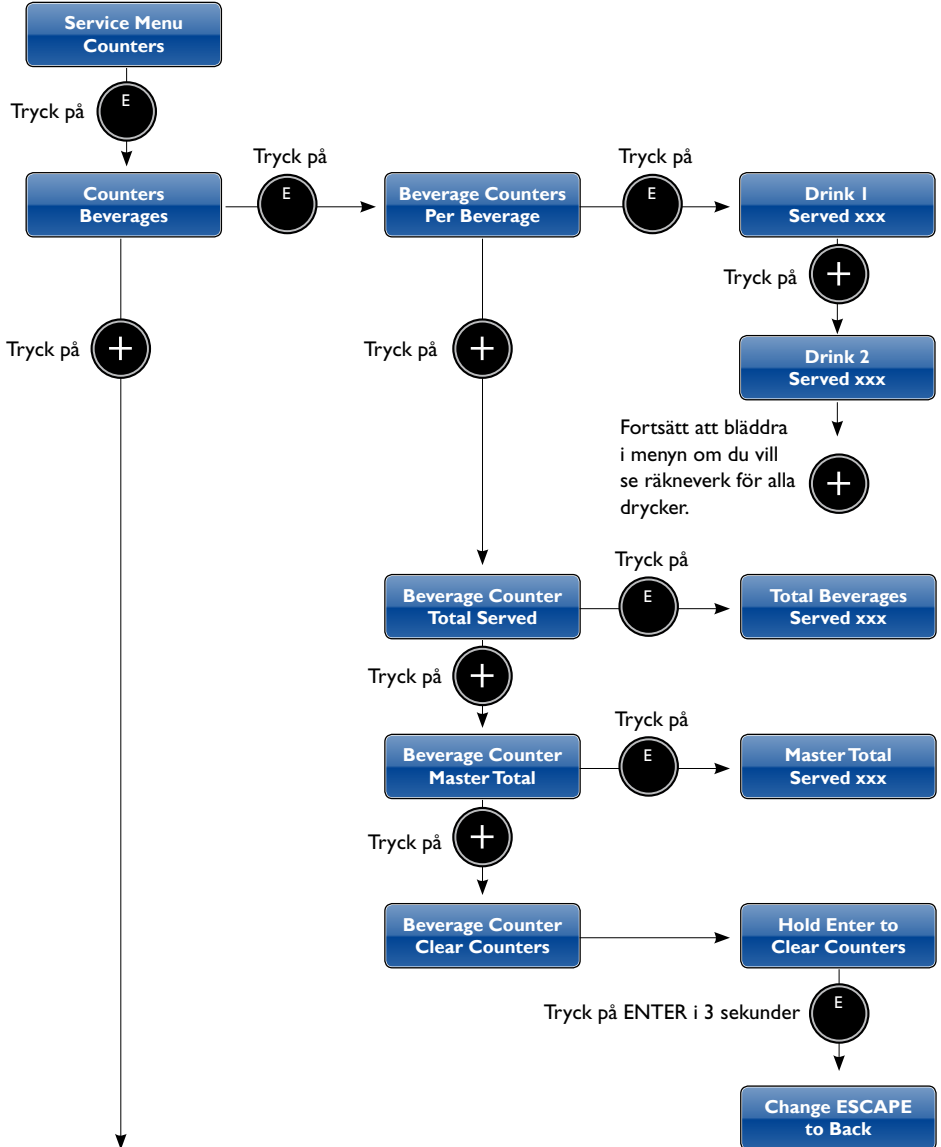 Service Menu
Counters
Tryck på
E
Tryck på
Tryck på
Counters
Beverages
E
Beverage Counters
Per Beverage
E
Drink 1
Served xxx
Tryck på
+
Tryck på
+
Tryck på
+
Drink 2
Served xxx
Fortsätt att bläddra
i menyn om du vill
se räkneverk för alla
drycker.
+
Tryck på
Beverage Counter
Total Served
E
Total Beverages
Served xxx
Tryck på
+
Tryck på
Beverage Counter
Master Total
E
Master Total
Served xxx
Tryck på
+
Beverage Counter
Clear Counters
Hold Enter to
Clear Counters
Tryck på ENTER i 3 sekunder
E
Change ESCAPE
to Back